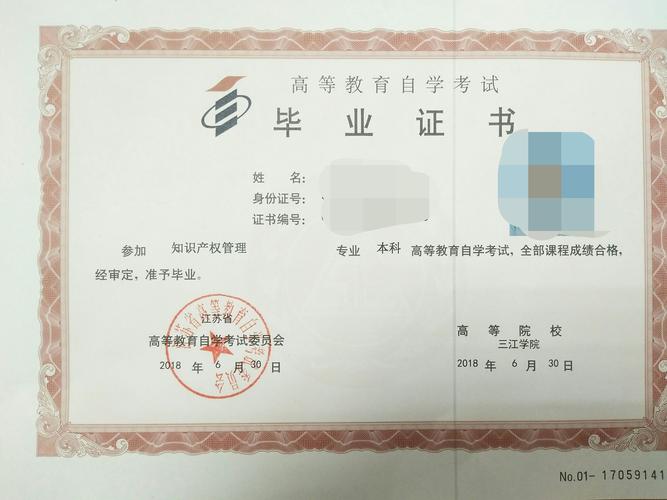 高等教育自学考试
毕业证书
姓 名:
身份证号:
证书编号:
参加 知识产权管理 专业 本科 高等教育自学考试,全部课程成绩合格,
经审定,准予毕业。
江苏省
高等教育自学考试委员会
2018 年 6 月 30 日
高 等 院 校
三江学院
2018 年 6 月 30 日
No.01- 17059141